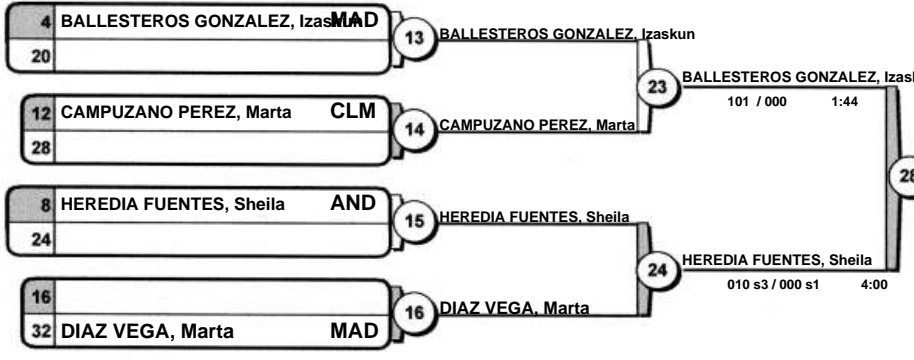 4 BALLESTEROS GONZALEZ, Izaskun MAD
20
13 BALLESTEROS GONZALEZ, Izaskun
12 CAMPUZANO PEREZ, Marta CLM
28
14 CAMPUZANO PEREZ, Marta
23 BALLESTEROS GONZALEZ, Izask
101 / 000 1:44
28
8 HEREDIA FUENTES, Sheila AND
24
15 HEREDIA FUENTES, Sheila
16
32 DIAZ VEGA, Marta MAD
16 DIAZ VEGA, Marta
24 HEREDIA FUENTES, Sheila
010 s3 / 000 s1 4:00